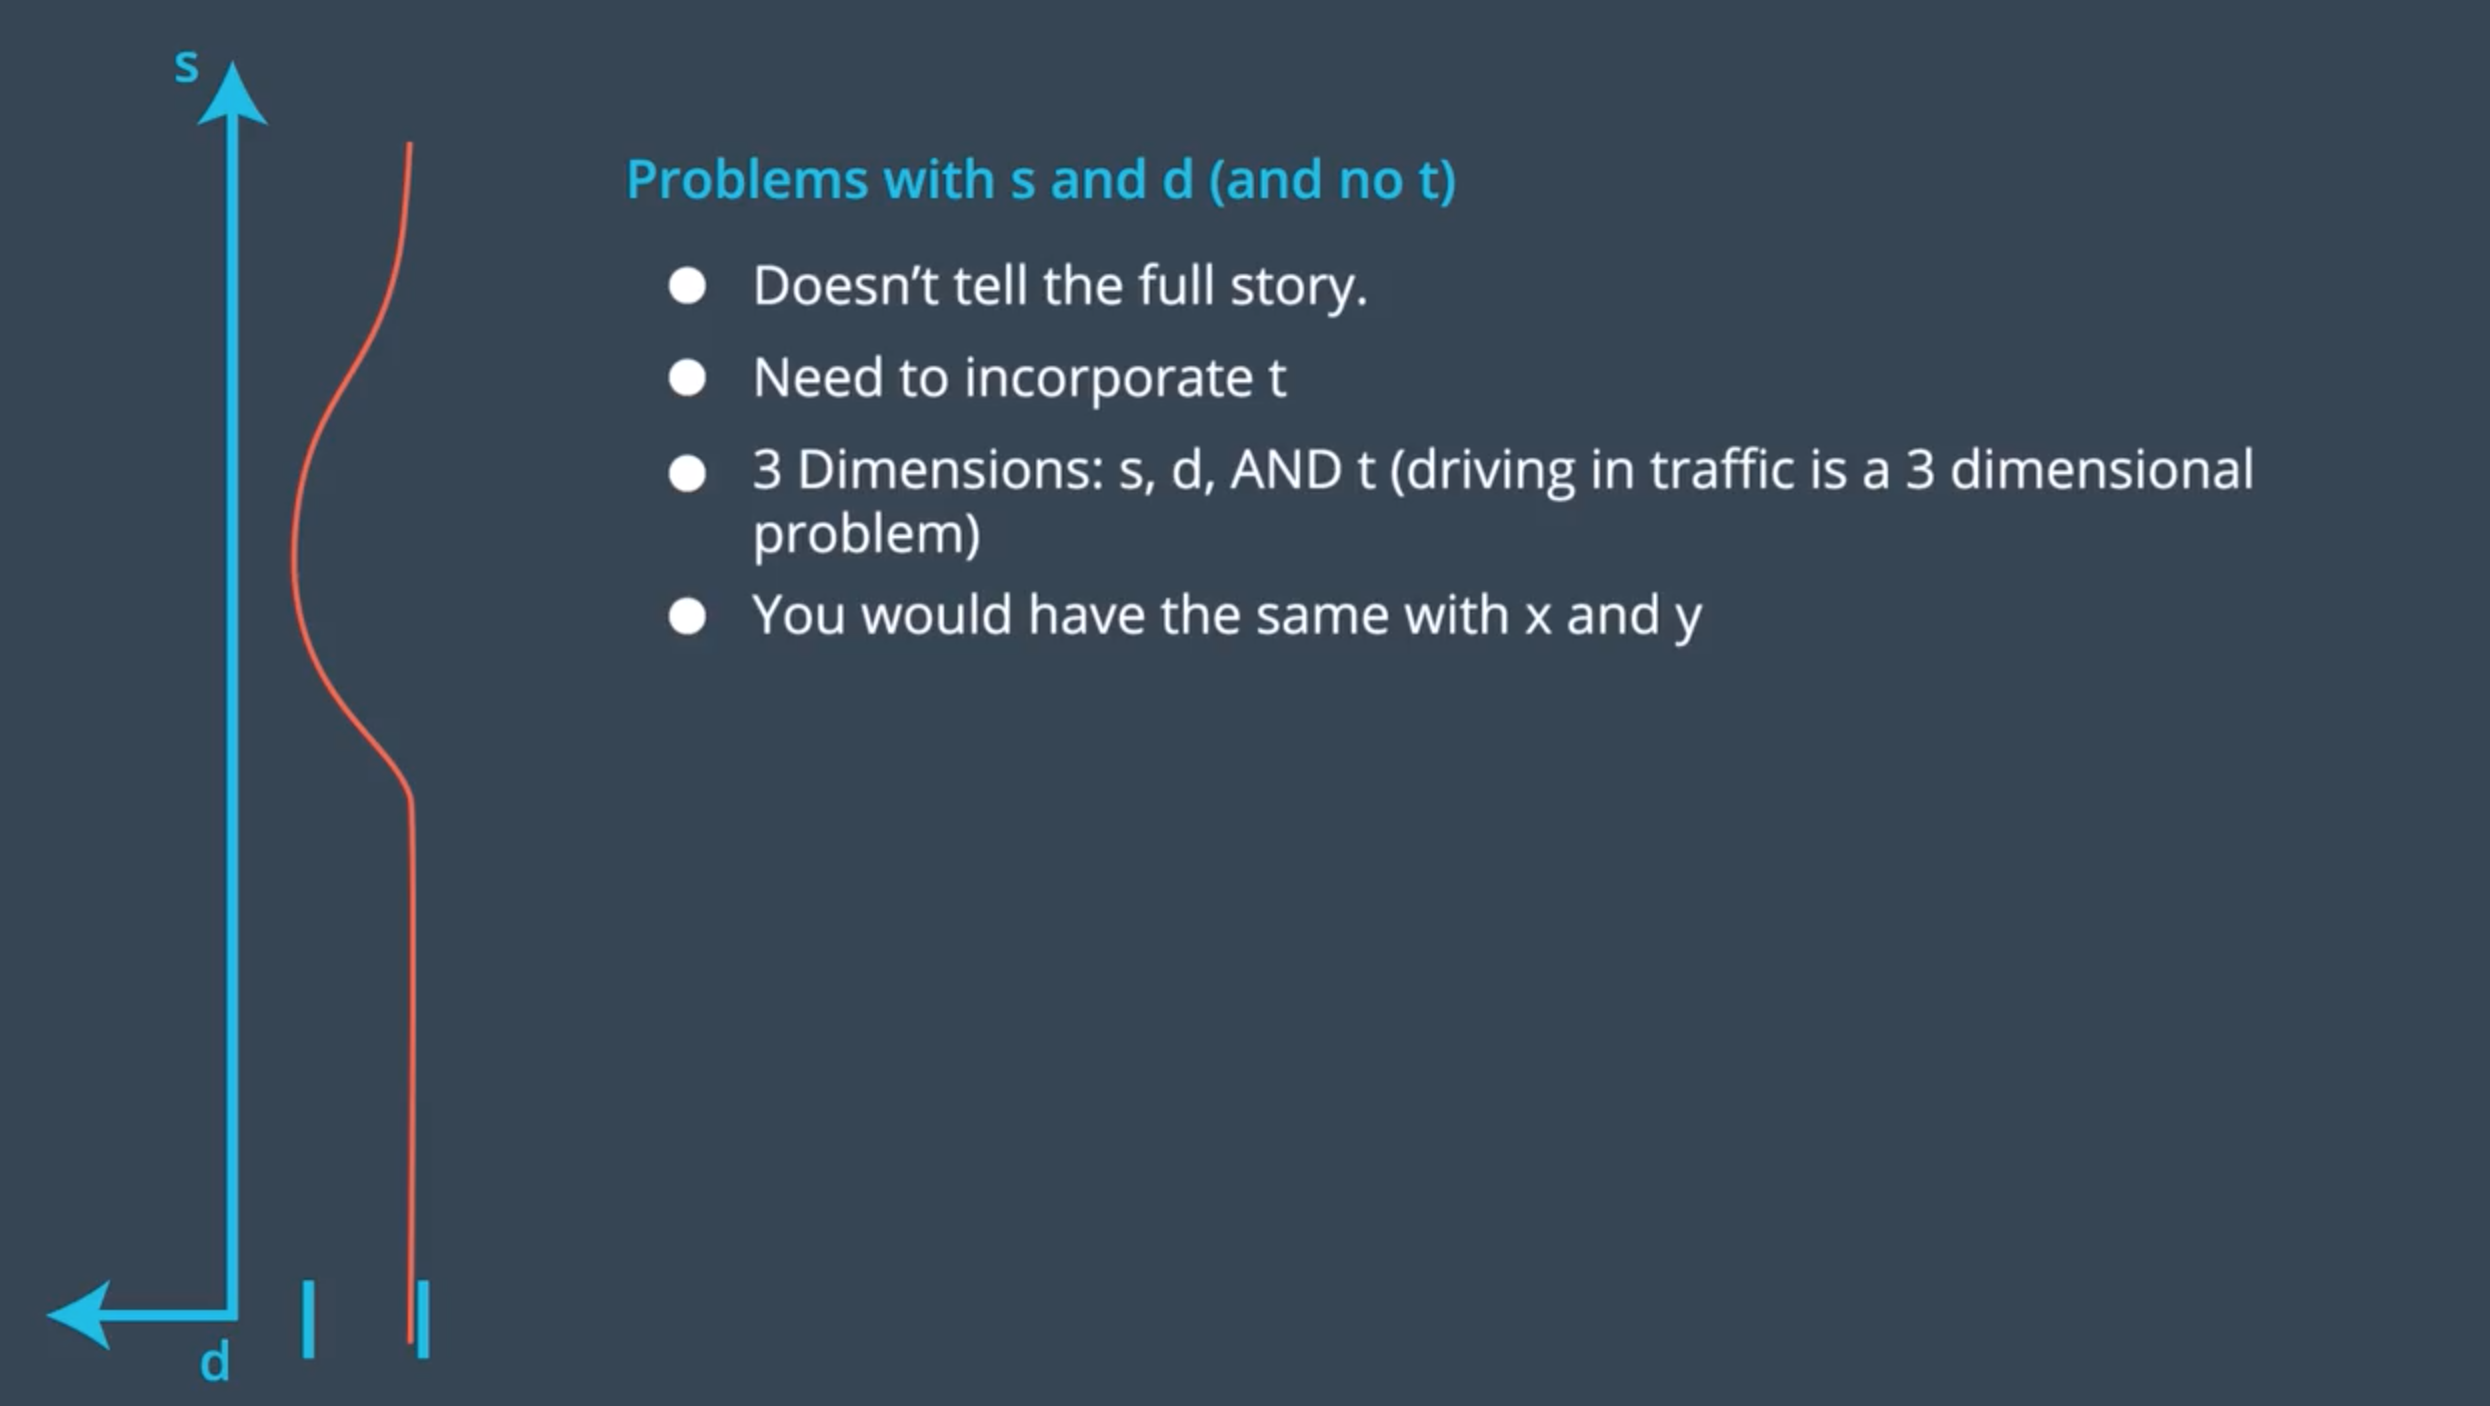 s
Problems with s and d (and no t)
Doesn’t tell the full story.
Need to incorporate t
3 Dimensions: s, d, AND t (driving in traffic is a 3 dimensional
problem)
You would have the same with x and y
d